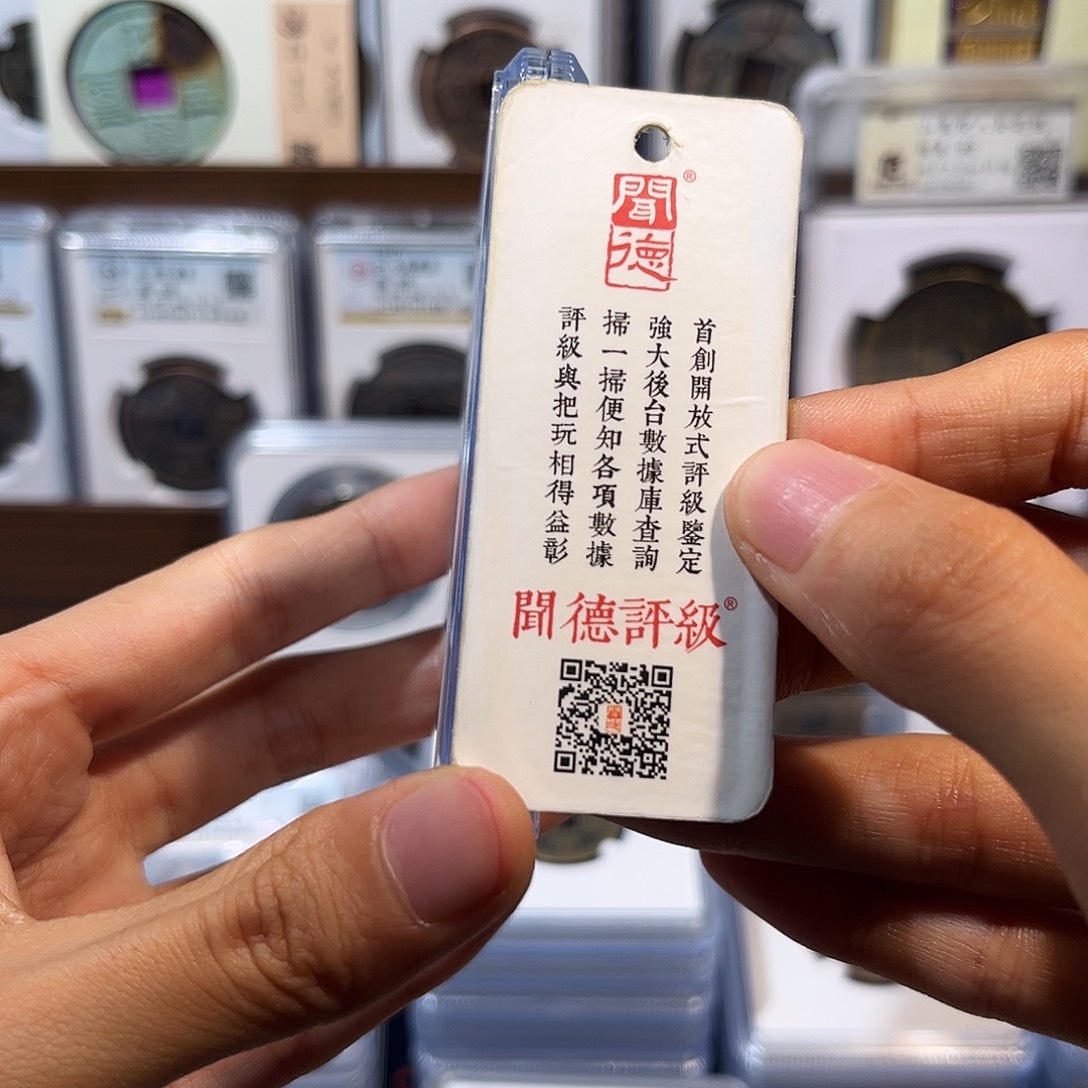 聞德®
首創開放式評級鑒定
強大後台數據庫查詢
掃一掃便知各項數據
評級與把玩相得益彰
聞德評級®